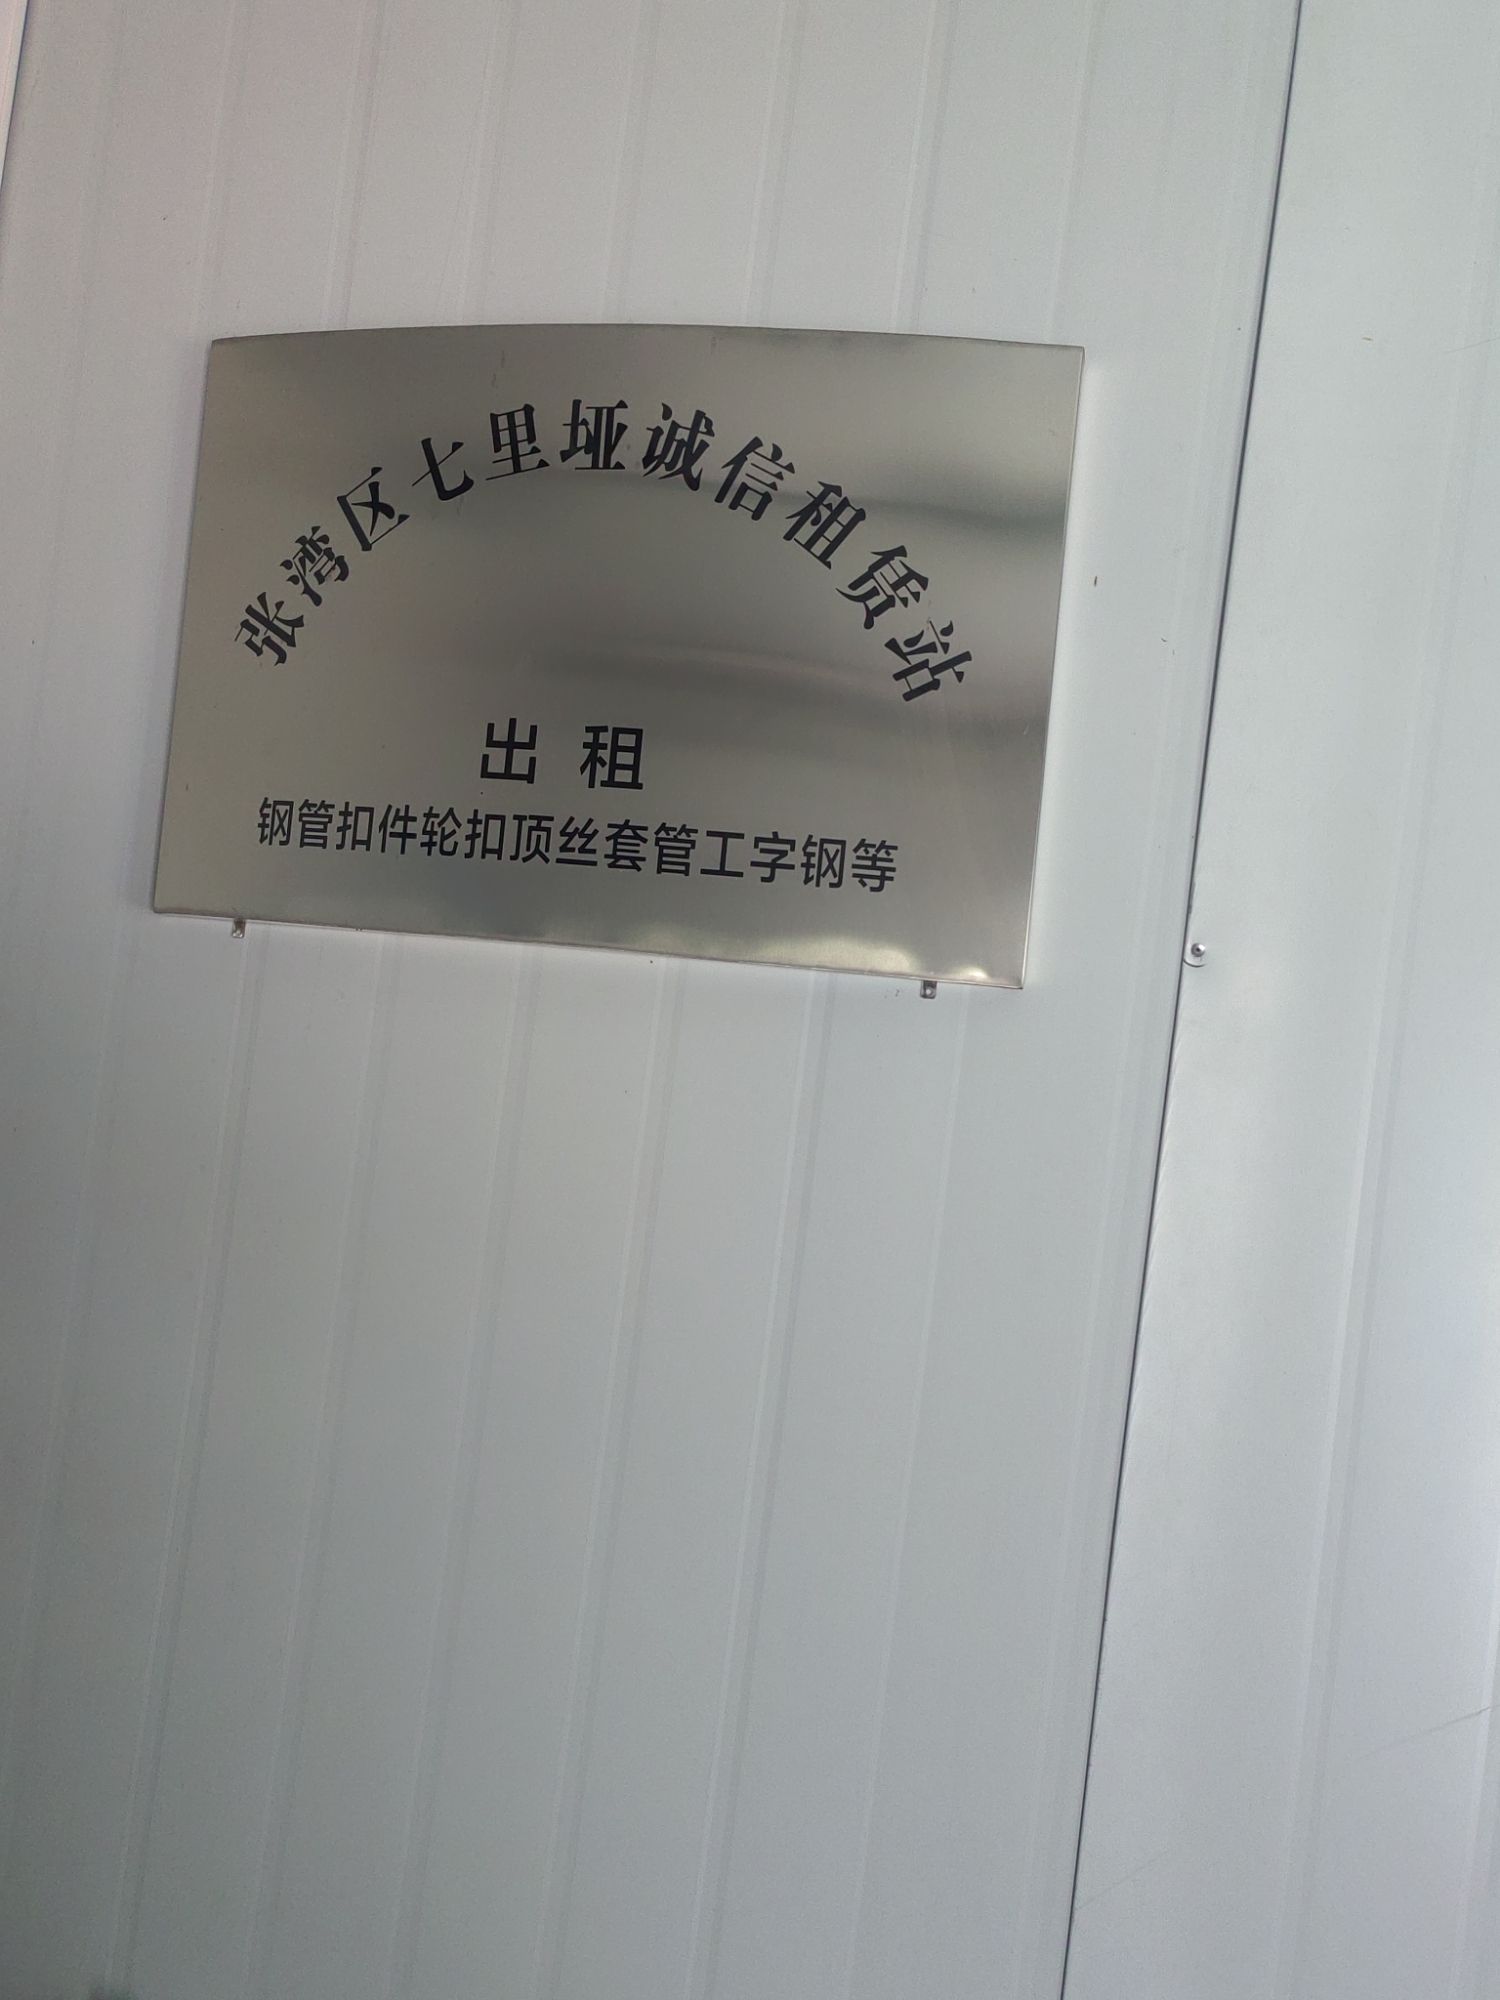 张湾区七里垭诚信租赁站
出租
钢管扣件轮扣顶丝套管工字钢等